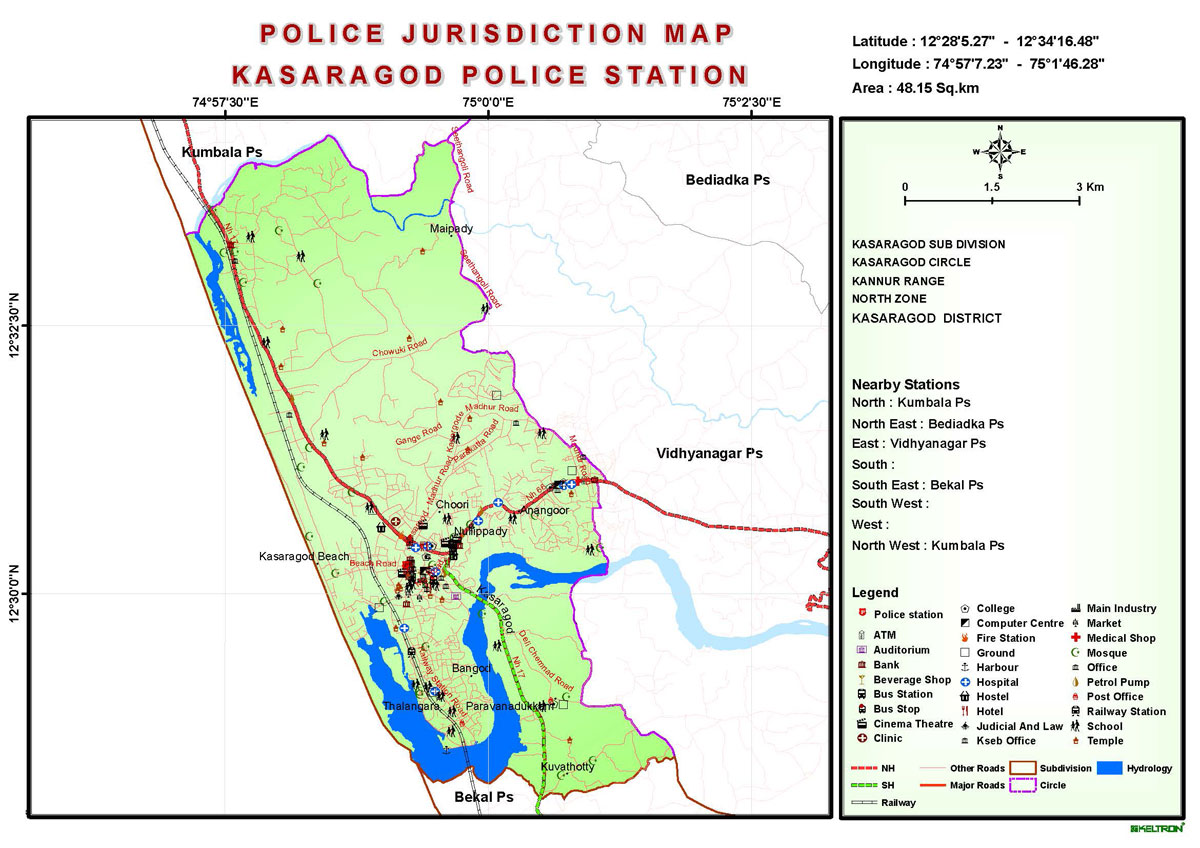 POLICE JURISDICTION MAP
KASARAGOD POLICE STATION
Latitude : 12°28'5.27" - 12°34'16.48"
Longitude : 74°57'7.23" - 75°1'46.28"
Area : 48.15 Sq.km
74°57'30"E
75°0'0"E
75°2'30"E
12°32'30"N
12°30'0"N
Kumbala Ps
Bediadka Ps
Seethangoli Road
Maipady
Seethangoli Road
Chowuki Road
Madhur Road
Gange Road
Parakatta Road
Vidhyanagar Ps
Choori
Nh 66
Anangoor
Nullippady
Kasaragod Beach
Beach Road
Kasaragod
Nh 17
Deli Chemnad Road
Railway Station Road
Bangod
Thalangara
Paravanadukkam
Kuvathotty
Bekal Ps
N
W
E
S
0
1.5
3 Km
KASARAGOD SUB DIVISION
KASARAGOD CIRCLE
KANNUR RANGE
NORTH ZONE
KASARAGOD DISTRICT
Nearby Stations
North : Kumbala Ps
North East : Bediadka Ps
East : Vidhyanagar Ps
South :
South East : Bekal Ps
South West :
West :
North West : Kumbala Ps
Legend
Police station
ATM
Auditorium
Bank
Beverage Shop
Bus Station
Bus Stop
Cinema Theatre
Clinic
College
Computer Centre
Fire Station
Ground
Harbour
Hospital
Hostel
Hotel
Judicial And Law
Kseb Office
Main Industry
Market
Medical Shop
Mosque
Office
Petrol Pump
Post Office
Railway Station
School
Temple
NH
Other Roads
Subdivision
Hydrology
SH
Major Roads
Circle
Railway
KELTRON